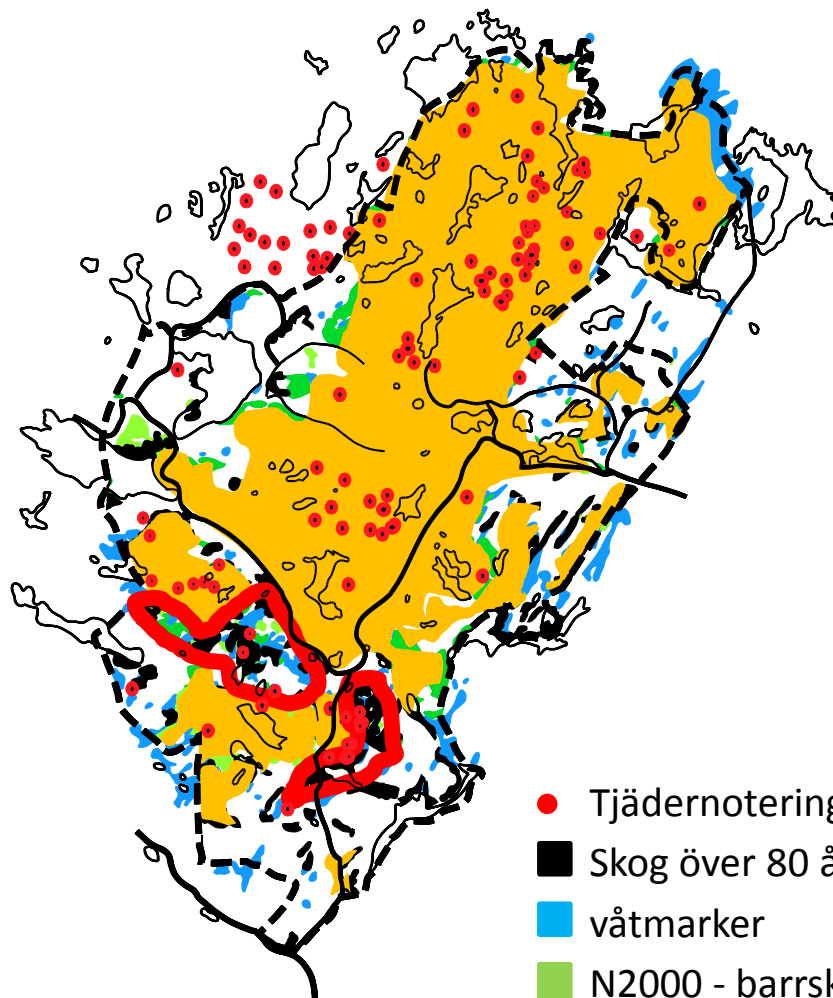 Tjädernotering
Skog över 80 å
våtmarker
N2000 - barrsk